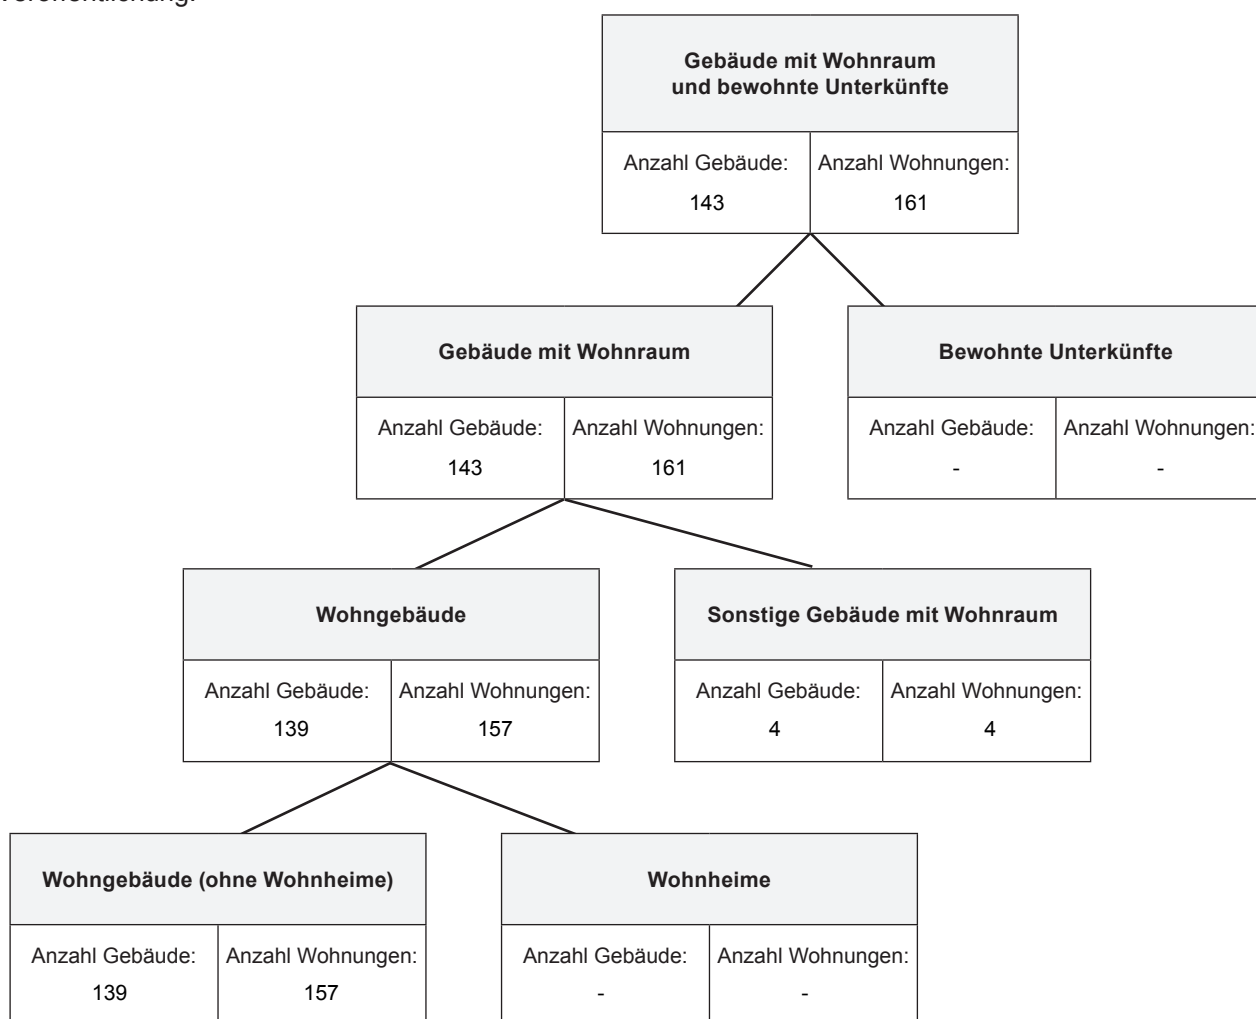 Veröffentlichung.
Gebäude mit Wohnraum
und bewohnte Unterkünfte
Anzahl Gebäude: Anzahl Wohnungen:
143 161
Gebäude mit Wohnraum Bewohnte Unterkünfte
Anzahl Gebäude: Anzahl Wohnungen: Anzahl Gebäude: Anzahl Wohnungen:
143 161 - -
Wohngebäude Sonstige Gebäude mit Wohnraum
Anzahl Gebäude: Anzahl Wohnungen: Anzahl Gebäude: Anzahl Wohnungen:
139 157 4 4
Wohngebäude (ohne Wohnheime) Wohnheime
Anzahl Gebäude: Anzahl Wohnungen: Anzahl Gebäude: Anzahl Wohnungen:
139 157 - -